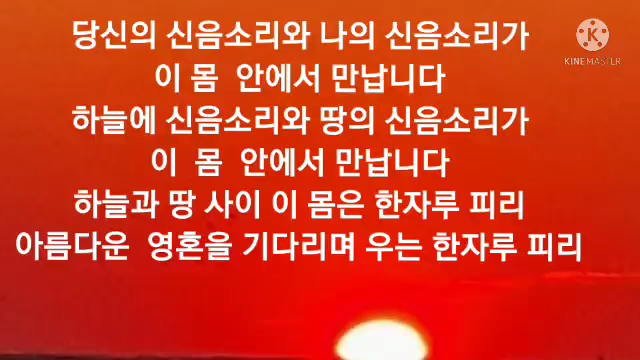 당신의 신음소리와 나의 신음소리가
이 몸 안에서 만납니다
하늘에 신음소리와 땅의 신음소리가
이 몸 안에서 만납니다
하늘과 땅 사이 이 몸은 한자루 피리
아름다운 영혼을 기다리며 우는 한자루 피리
K
KINEMASTER